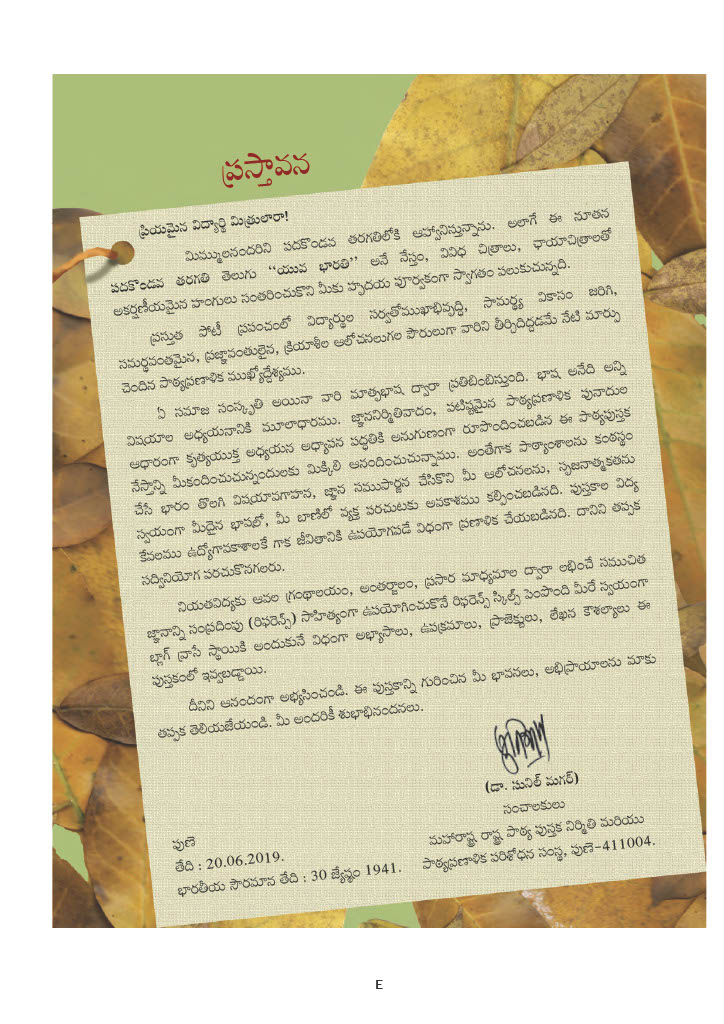 ప్రస్తావన
ప్రియమైన విద్యార్థి మిత్రులారా!
మిమ్ములనందరిని పదకొండవ తరగతిలోకి ఆహ్వానిస్తున్నాను. అలాగే ఈ నూతన
పదకొండవ తరగతి తెలుగు “యువ భారతి” అనే నేస్తం, వివిధ చిత్రాలు, ఛాయాచిత్రాలతో
ఆకర్షణీయమైన హంగులు సంతరించుకొని మీకు హృదయ పూర్వకంగా స్వాగతం పలుకుచున్నది.
ప్రస్తుత పోటీ ప్రపంచంలో విద్యార్థుల సర్వతోముఖాభివృద్ధి, సామర్థ్య వికాసం జరిగి,
సమర్థవంతమైన, ప్రజ్ఞావంతులైన, క్రియాశీల ఆలోచనలుగల పౌరులుగా వారిని తీర్చిదిద్దడమే నేటి మార్పు
చెందిన పాఠ్యప్రణాళిక ముఖ్యోద్దేశ్యము.
ఏ సమాజ సంస్కృతి అయినా వారి మాతృభాష ద్వారా ప్రతిబింబిస్తుంది. భాష అనేది అన్ని
విషయాల అధ్యయనానికి మూలాధారము. జ్ఞాననిర్మితివాదం, పటిష్ఠమైన పాఠ్యప్రణాళిక పునాదుల
ఆధారంగా కృత్యయుక్త అధ్యయన అధ్యాపన పద్ధతికి అనుగుణంగా రూపొందించబడిన ఈ పాఠ్యపుస్తక
నేస్తాన్ని మీకందించుచున్నందులకు మిక్కిలి ఆనందించుచున్నాము. అంతేగాక పాఠ్యాంశాలను కంఠస్థం
చేసే భారం తొలగి విషయావగాహన, జ్ఞాన సముపార్జన చేసికొని మీ ఆలోచనలను, సృజనాత్మకతను
స్వయంగా మీదైన భాషలో, మీ బాణిలో వ్యక్త పరచుటకు అవకాశము కల్పించబడినది. పుస్తకాల విద్య
కేవలము ఉద్యోగావకాశాలకే గాక జీవితానికి ఉపయోగపడే విధంగా ప్రణాళిక చేయబడినది. దానిని తప్పక
సద్వినియోగ పరచుకొనగలరు.
నియతవిద్యకు ఆవల గ్రంథాలయం, అంతర్జాలం, ప్రసార మాధ్యమాల ద్వారా లభించే సముచిత
జ్ఞానాన్ని సంప్రదింపు (రిఫరెన్స్) సాహిత్యంగా ఉపయోగించుకొనే రిఫరెన్స్ స్కిల్స్ పెంపొంది మీరే స్వయంగా
బ్లాగ్ వ్రాసే స్థాయికి అందుకునే విధంగా అభ్యాసాలు, ఉపక్రమాలు, ప్రాజెక్టులు, లేఖన కౌశల్యాలు ఈ
పుస్తకంలో ఇవ్వబడ్డాయి.
దీనిని ఆనందంగా అభ్యసించండి. ఈ పుస్తకాన్ని గురించిన మీ భావనలు, అభిప్రాయాలను మాకు
తప్పక తెలియజేయండి. మీ అందరికీ శుభాభినందనలు.
(డా. సునిల్ మగర్)
సంచాలకులు
మహారాష్ట్ర రాష్ట్ర పాఠ్య పుస్తక నిర్మితి మరియు
పాఠ్యప్రణాళిక పరిశోధన సంస్థ, పుణె-411004.
పుణె
తేది : 20.06.2019.
భారతీయ సౌరమాన తేది : 30 జ్యేష్ఠం 1941.
E